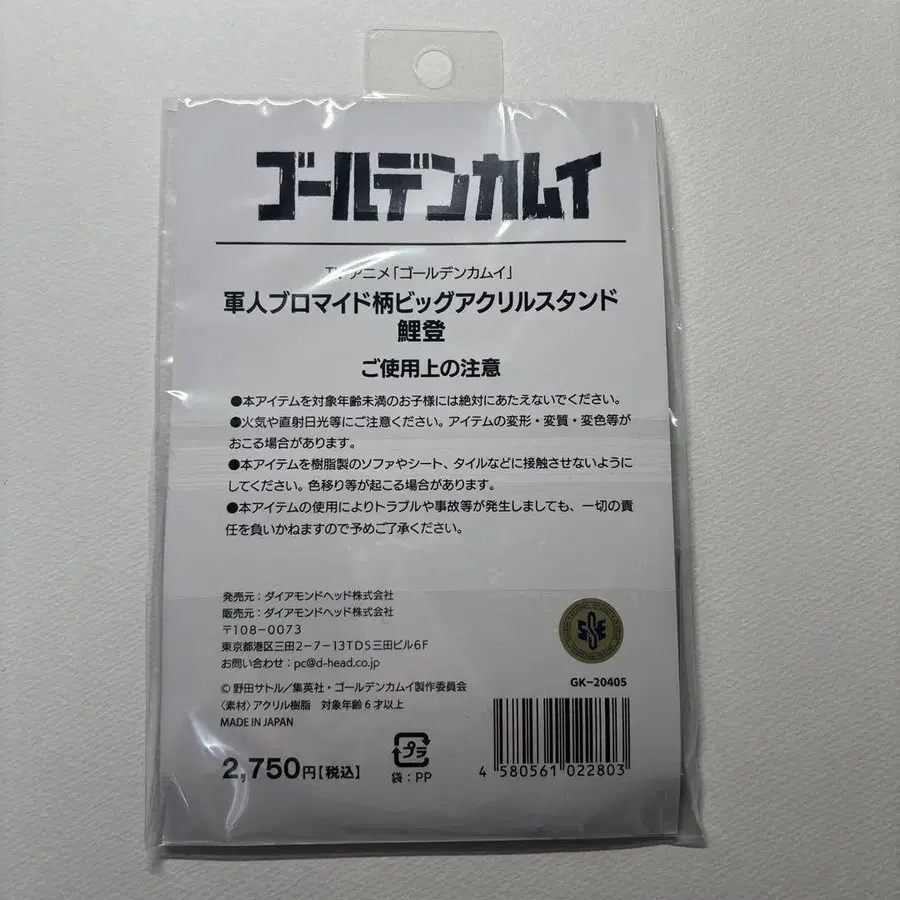 ゴールデンカムイ
TVアニメ「ゴールデンカムイ」
軍人ブロマイド柄ビッグアクリルスタンド
鯉登
ご使用上の注意
●本アイテムを対象年齢未満のお子様には絶対にあたえないでください。
●火気や直射日光等にご注意ください。アイテムの変形・変質・変色等が
おこる場合があります。
●本アイテムを樹脂製のソファやシート、タイルなどに接触させないように
してください。色移り等が起こる場合があります。
●本アイテムの使用によりトラブルや事故等が発生しましても、一切の責
任を負いかねますので予めご了承ください。
発売元：ダイアモンドヘッド株式会社
販売元：ダイアモンドヘッド株式会社
〒108-0073
東京都港区三田2-7-13TDS三田ビル6F
お問い合わせ：pc@d-head.co.jp
©野田サトル／集英社・ゴールデンカムイ製作委員会
〈素材〉アクリル樹脂 対象年齢6才以上
MADE IN JAPAN
2,750円【税込】
プラ
袋：PP
GK-20405
4 580561 022803